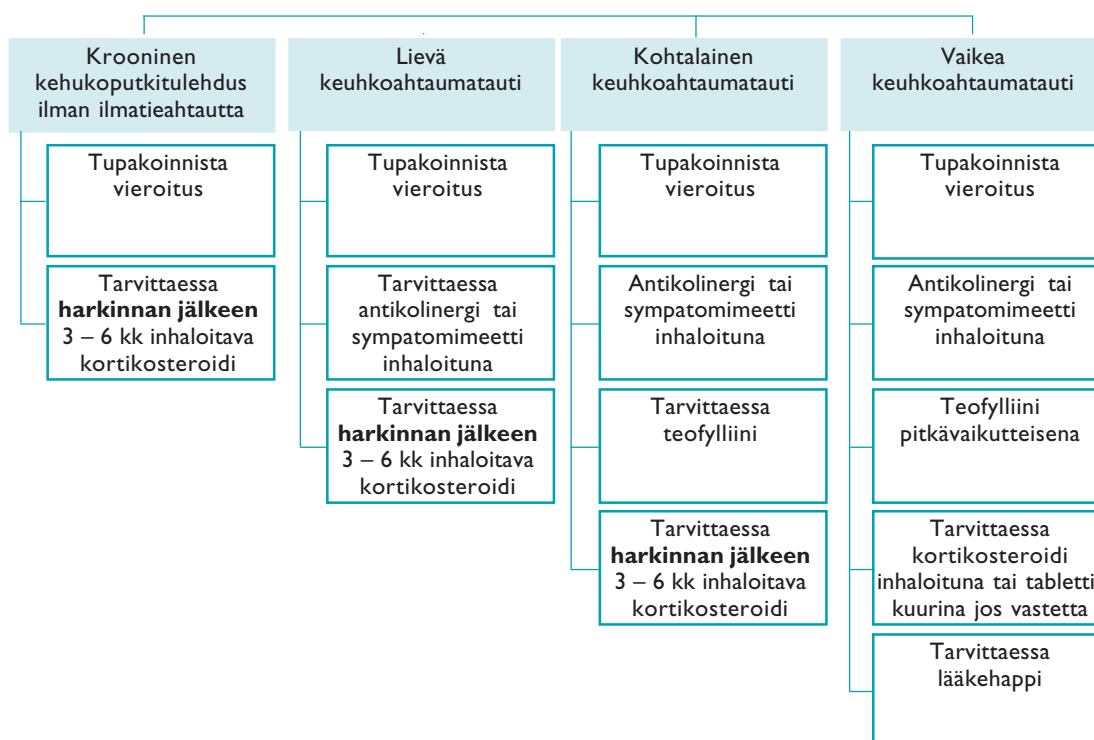 Krooninen
kehukoputkitulehdus
ilman ilmatieahtautta
Tupakoinnista
vieroitus
Tarvittaessa
harkinnan jälkeen
3 – 6 kk inhaloitava
kortikosteroidi
Lievä
keuhkoahtaumatauti
Tupakoinnista
vieroitus
Tarvittaessa
antikolinergi tai
sympatomimeetti
inhaloituna
Tarvittaessa
harkinnan jälkeen
3 – 6 kk inhaloitava
kortikosteroidi
Kohtalainen
keuhkoahtaumatauti
Tupakoinnista
vieroitus
Antikolinergi tai
sympatomimeetti
inhaloituna
Tarvittaessa
teofylliini
Tarvittaessa
harkinnan jälkeen
3 – 6 kk inhaloitava
kortikosteroidi
Vaikea
keuhkoahtaumatauti
Tupakoinnista
vieroitus
Antikolinergi tai
sympatomimeetti
inhaloituna
Teofylliini
pitkävaikutteisena
Tarvittaessa
kortikosteroidi
inhaloituna tai tabletti
kuurina jos vastetta
Tarvittaessa
lääkehappi